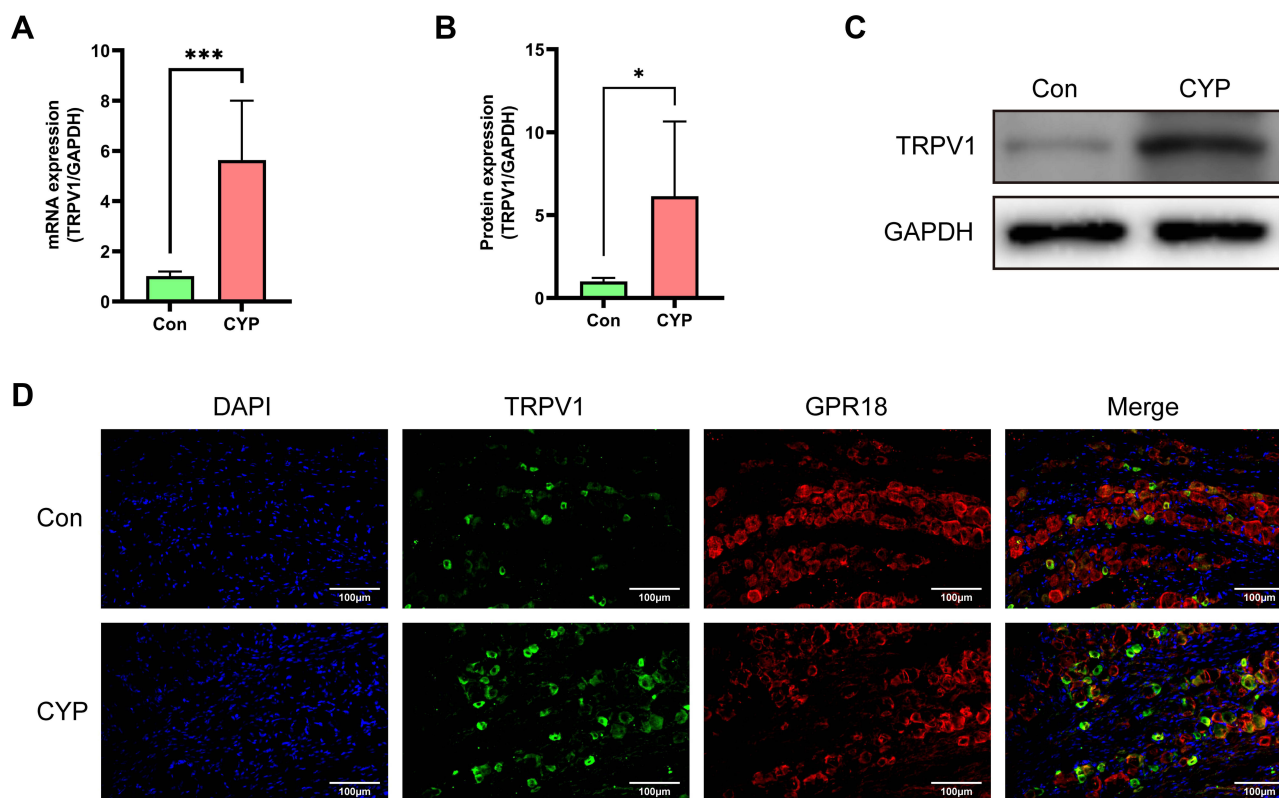 A
mRNA expression
(TRPV1/GAPDH)
10
8
6
4
2
0
***
Con
CYP
B
Protein expression
(TRPV1/GAPDH)
15
10
5
0
*
Con
CYP
C
Con
CYP
TRPV1
GAPDH
D
DAPI
TRPV1
GPR18
Merge
Con
100μm
100μm
100μm
100μm
CYP
100μm
100μm
100μm
100μm